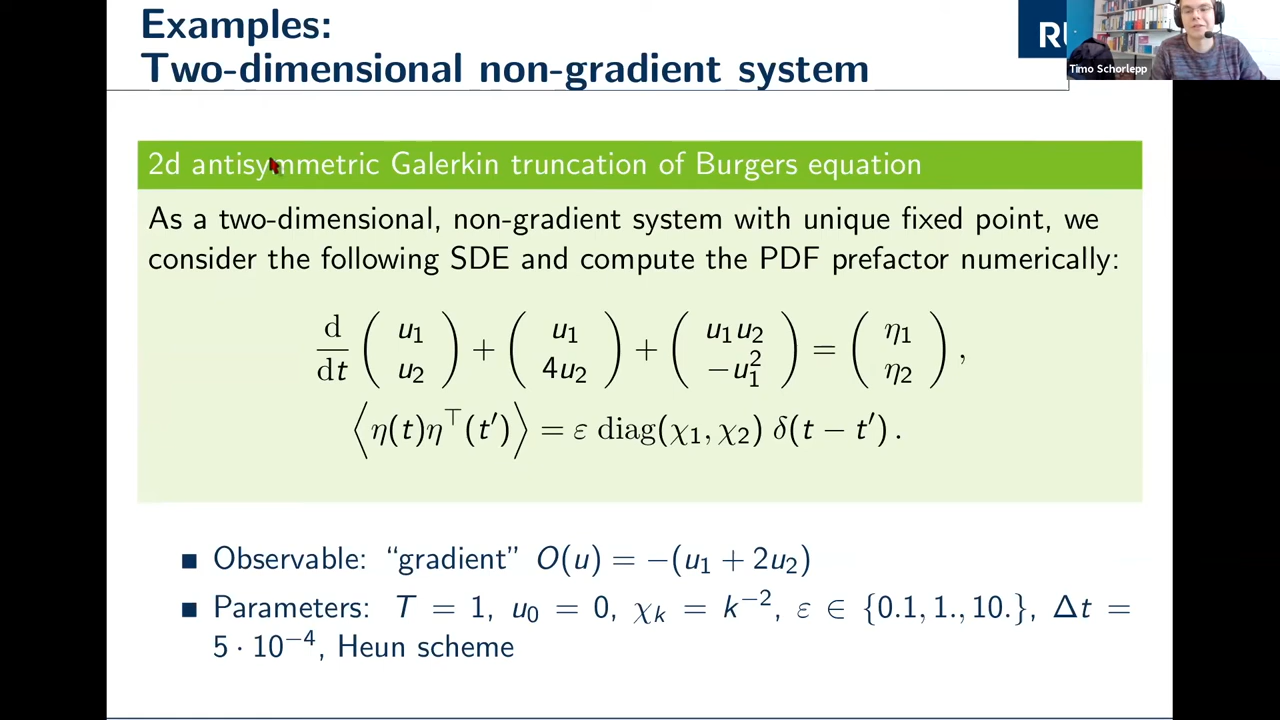 Examples:
Two-dimensional non-gradient system
RU
Timo Schorlepp
2d antisymmetric Galerkin truncation of Burgers equation
As a two-dimensional, non-gradient system with unique fixed point, we
consider the following SDE and compute the PDF prefactor numerically:
d/dt ( u₁ u₂ ) + ( u₁ 4u₂ ) + ( u₁u₂ −u₁² ) = ( η₁ η₂ ) ,
⟨η(t)η⊤(t′)⟩ = ε diag(χ₁, χ₂) δ(t − t′) .
■ Observable: “gradient” O(u) = −(u₁ + 2u₂)
■ Parameters: T = 1, u₀ = 0, χₖ = k⁻², ε ∈ {0.1, 1., 10.}, Δt =
5 · 10⁻⁴, Heun scheme